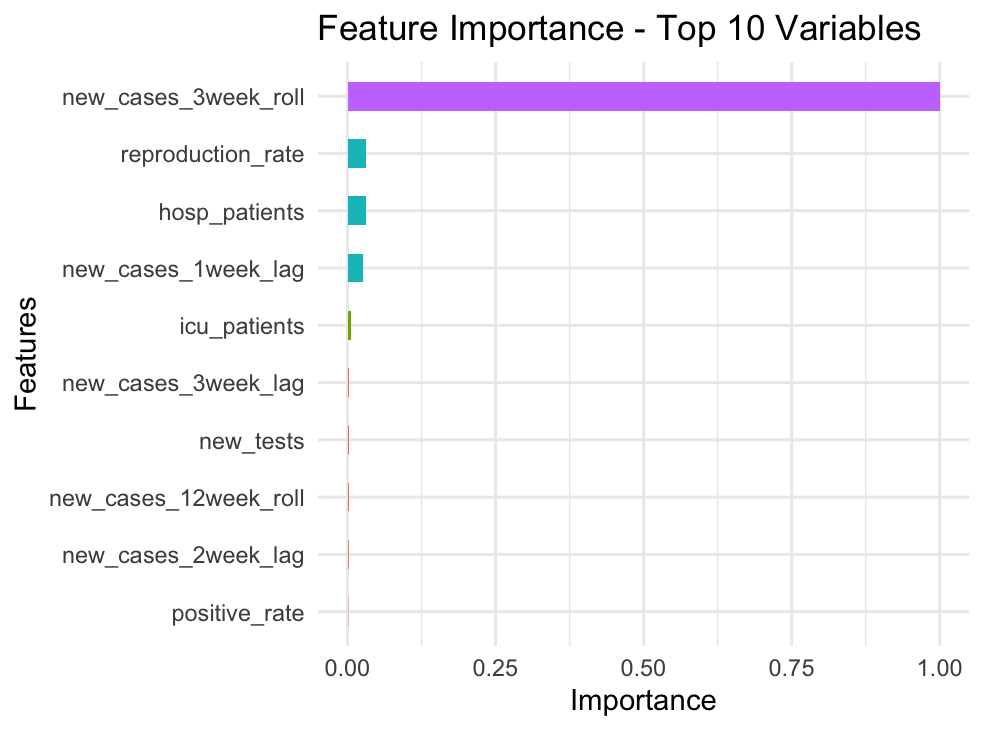 Feature Importance - Top 10 Variables
new_cases_3week_roll
reproduction_rate
hosp_patients
new_cases_1week_lag
icu_patients
new_cases_3week_lag
new_tests
new_cases_12week_roll
new_cases_2week_lag
positive_rate
Features
0.00 0.25 0.50 0.75 1.00
Importance